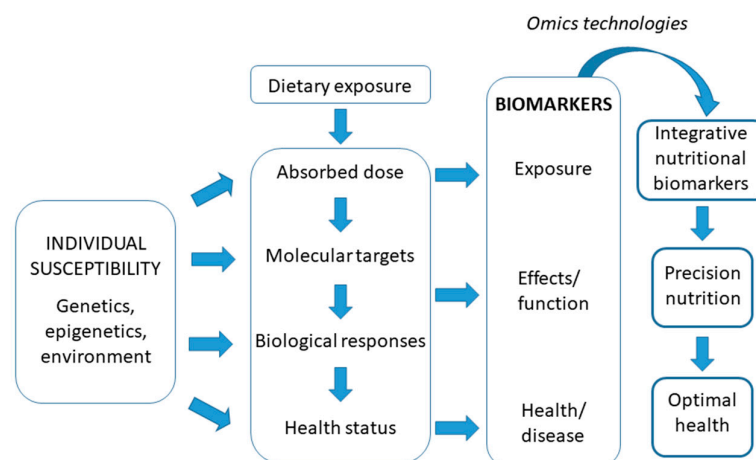 Omics technologies
Dietary exposure
BIOMARKERS
Absorbed dose
Molecular targets
Biological responses
Health status
INDIVIDUAL
SUSCEPTIBILITY
Genetics,
epigenetics,
environment
Exposure
Effects/
function
Health/
disease
Integrative
nutritional
biomarkers
Precision
nutrition
Optimal
health